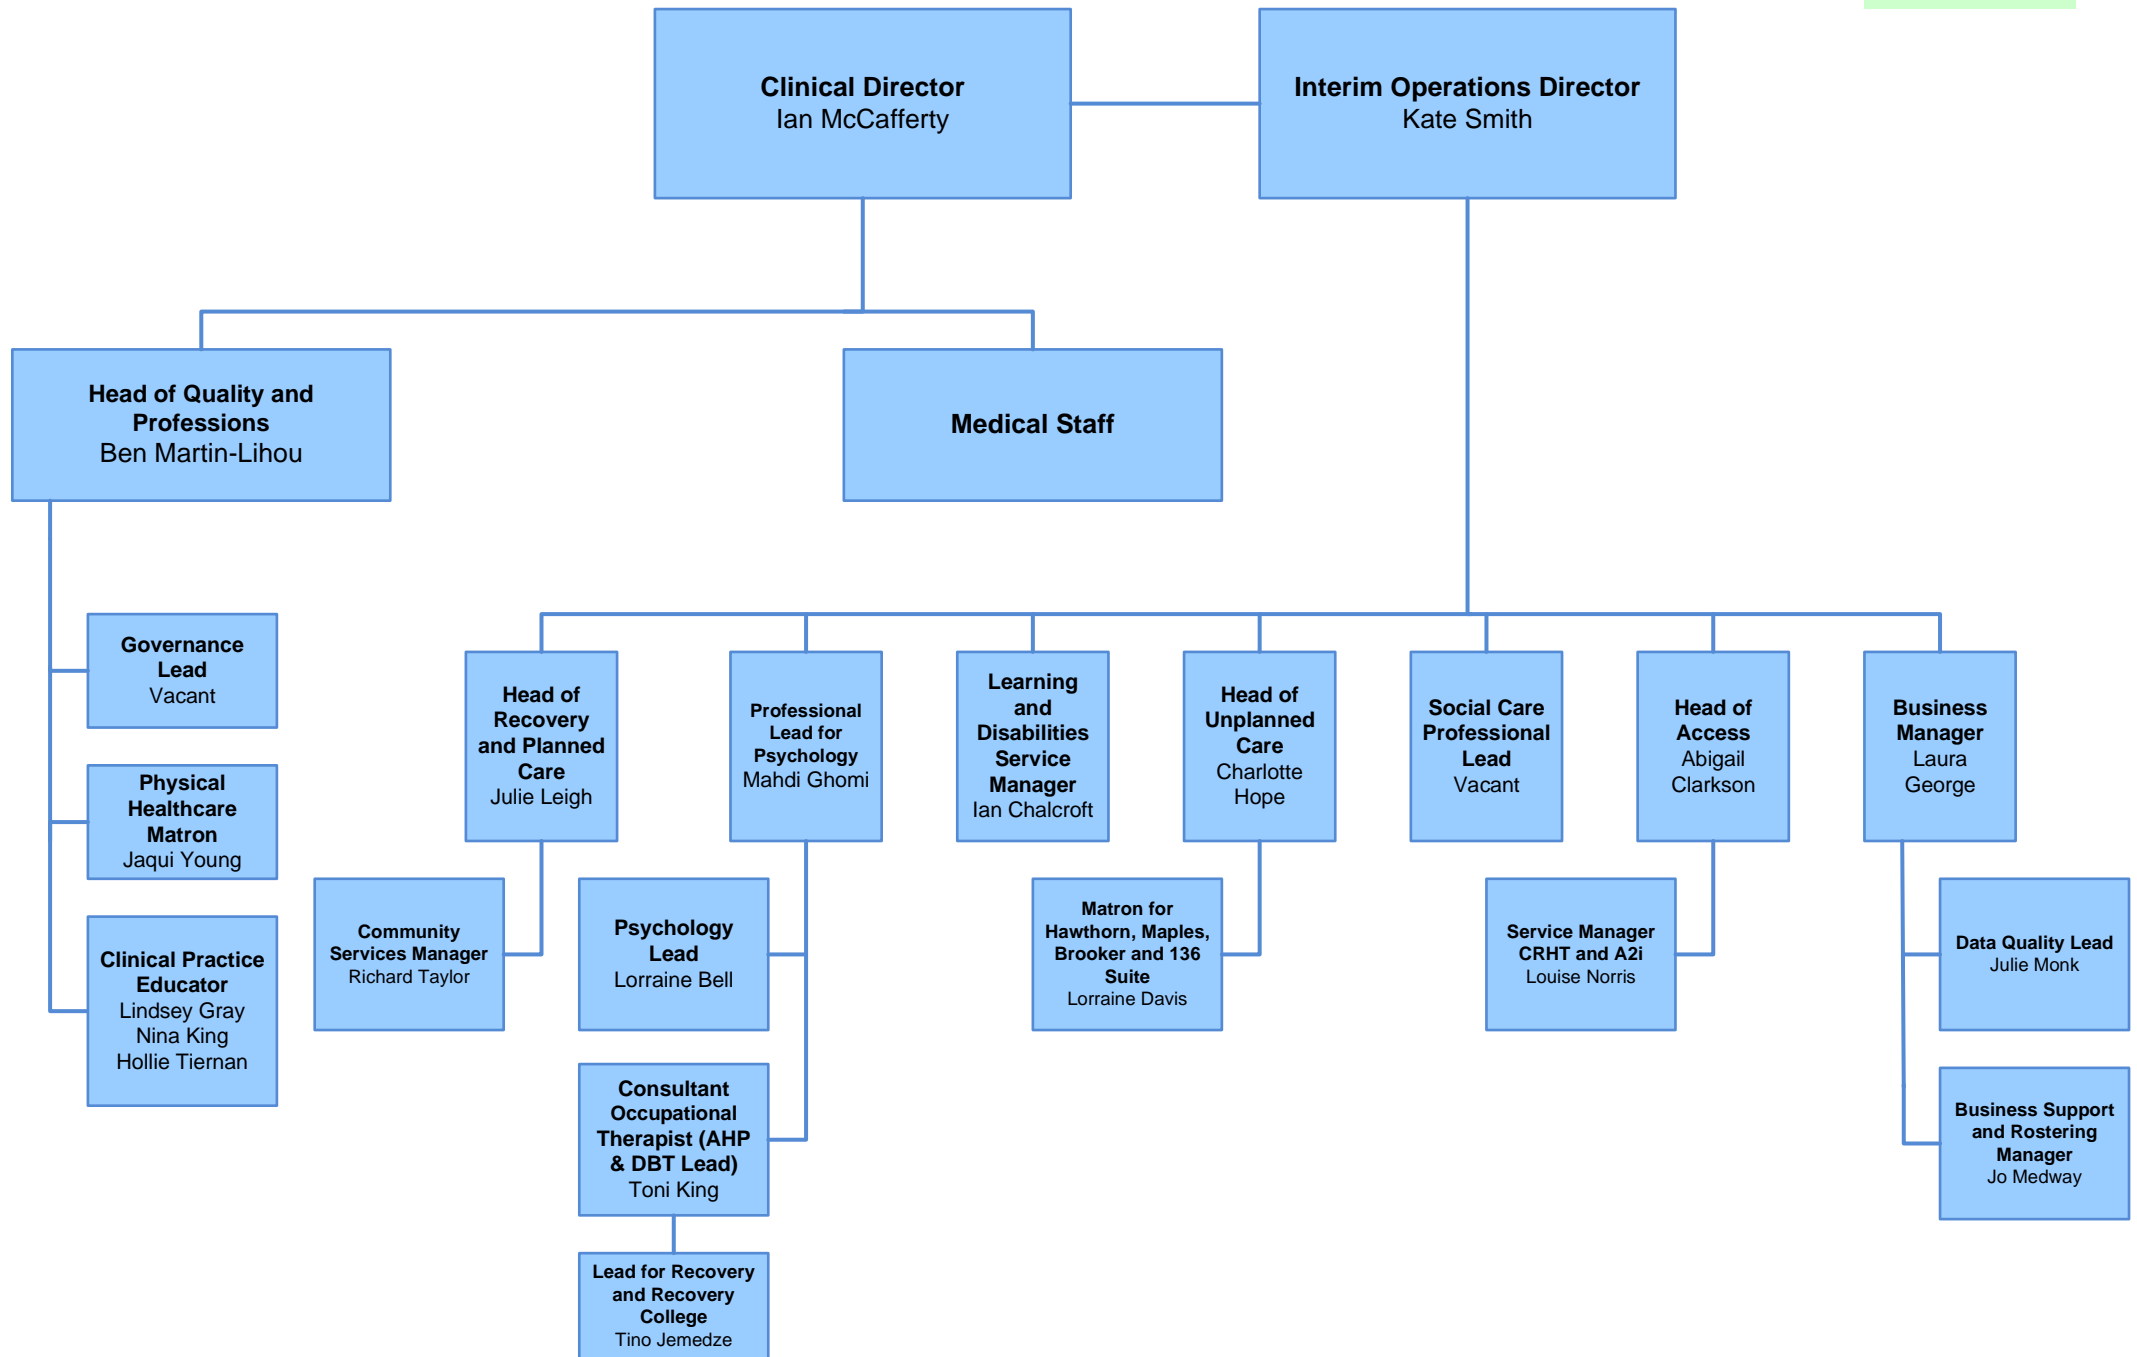 Clinical Director
Ian McCafferty
Interim Operations Director
Kate Smith
Head of Quality and
Professions
Ben Martin-Lihou
Medical Staff
Governance
Lead
Vacant
Physical
Healthcare
Matron
Jaqui Young
Clinical Practice
Educator
Lindsey Gray
Nina King
Hollie Tiernan
Head of
Recovery
and Planned
Care
Julie Leigh
Professional
Lead for
Psychology
Mahdi Ghomi
Learning
and
Disabilities
Service
Manager
Ian Chalcroft
Head of
Unplanned
Care
Charlotte
Hope
Social Care
Professional
Lead
Vacant
Head of
Access
Abigail
Clarkson
Business
Manager
Laura
George
Community
Services Manager
Richard Taylor
Psychology
Lead
Lorraine Bell
Matron for
Hawthorn, Maples,
Brooker and 136
Suite
Lorraine Davis
Service Manager
CRHT and A2i
Louise Norris
Data Quality Lead
Julie Monk
Consultant
Occupational
Therapist (AHP
& DBT Lead)
Toni King
Business Support
and Rostering
Manager
Jo Medway
Lead for Recovery
and Recovery
College
Tino Jemedze